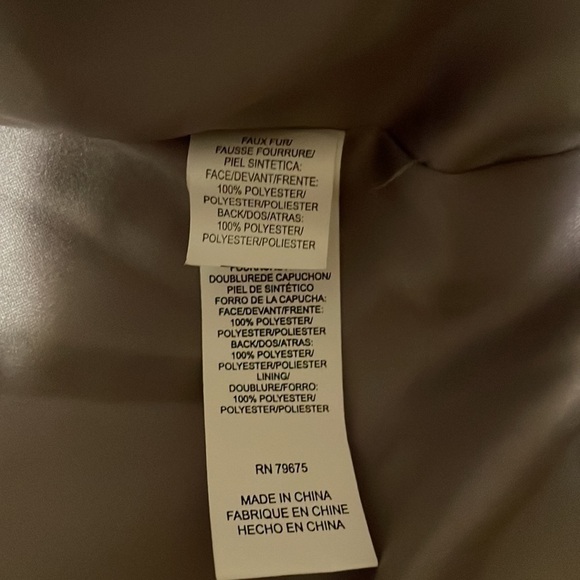 FAUX FUR/
FAUSSE FOURRURE/
PIEL SINTETICA:
FACE/DEVANT/FRENTE:
100% POLYESTER/
POLYESTER/POLIESTER
BACK/DOS/ATRAS:
100% POLYESTER/
POLYESTER/POLIESTER
DOUBLUREDE CAPUCHON/
PIEL DE SINTÉTICO
FORRO DE LA CAPUCHA:
FACE/DEVANT/FRENTE:
100% POLYESTER/
POLYESTER/POLIESTER
BACK/DOS/ATRAS:
100% POLYESTER/
POLYESTER/POLIESTER
LINING/
DOUBLURE/FORRO:
100% POLYESTER/
POLYESTER/POLIESTER
RN 79675
MADE IN CHINA
FABRIQUE EN CHINE
HECHO EN CHINA